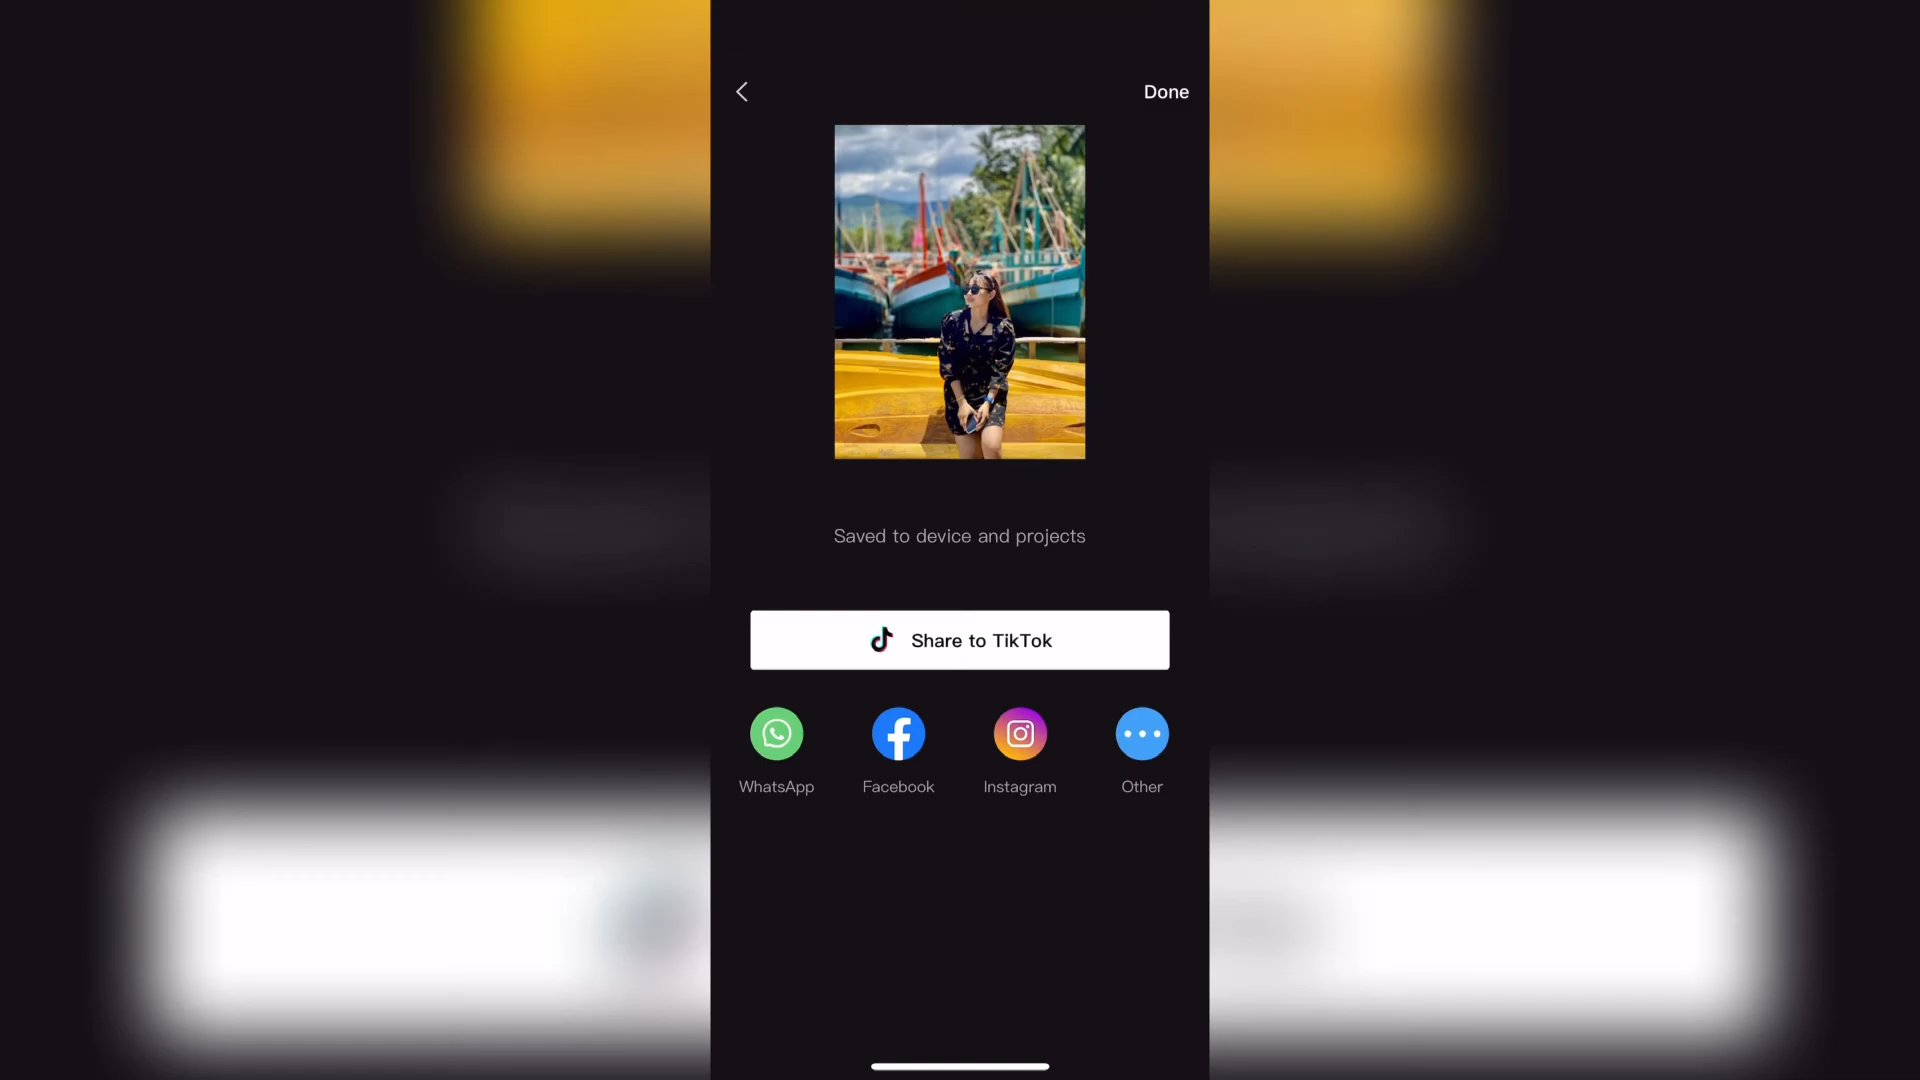 Done
Saved to device and projects
Share to TikTok
WhatsApp
Facebook
Instagram
Other